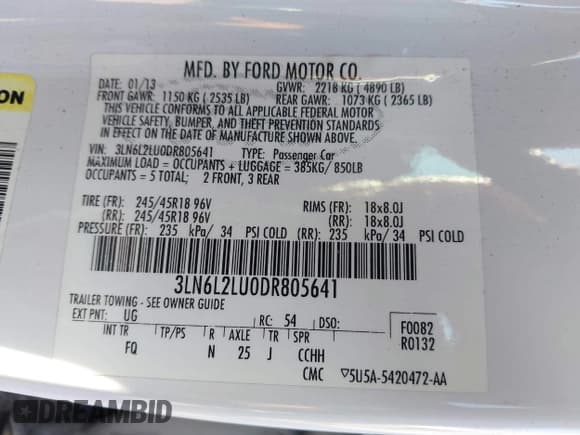 ON
MFD. BY FORD MOTOR CO.
DATE: 01/13 GVWR: 2218 KG ( 4890 LB)
FRONT GAWR: 1150 KG ( 2535 LB) REAR GAWR: 1073 KG ( 2365 LB)
THIS VEHICLE CONFORMS TO ALL APPLICABLE FEDERAL MOTOR
VEHICLE SAFETY, BUMPER, AND THEFT PREVENTION STANDARDS
IN EFFECT ON THE DATE OF MANUFACTURE SHOWN ABOVE.
VIN: 3LN6L2LU0DR805641 TYPE: Passenger Car
MAXIMUM LOAD = OCCUPANTS + LUGGAGE = 385KG/ 850LB
OCCUPANTS = 5 TOTAL; 2 FRONT, 3 REAR
TIRE (FR): 245/45R18 96V RIMS (FR): 18x8.0J
(RR): 245/45R18 96V (RR): 18x8.0J
PRESSURE (FR): 235 kPa/ 34 PSI COLD (RR): 235 kPa/ 34 PSI COLD
3LN6L2LU0DR805641
TRAILER TOWING - SEE OWNER GUIDE
EXT PNT: UG RC: 54 DSO: F0082
INT TR TP/PS R AXLE TR SPR R0132
FQ N 25 J CCHH
CMC ▽5U5A-5420472-AA
DREAMBID